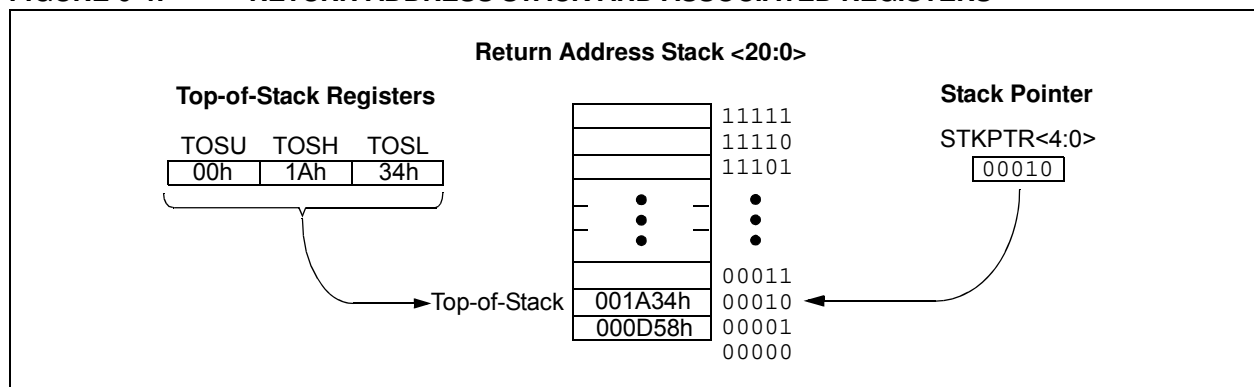 Return Address Stack <20:0>
Top-of-Stack Registers
Stack Pointer
TOSU TOSH TOSL
STKPTR<4:0>
00h 1Ah 34h
00010
11111
11110
11101
00011
Top-of-Stack 001A34h 00010
000D58h 00001
00000